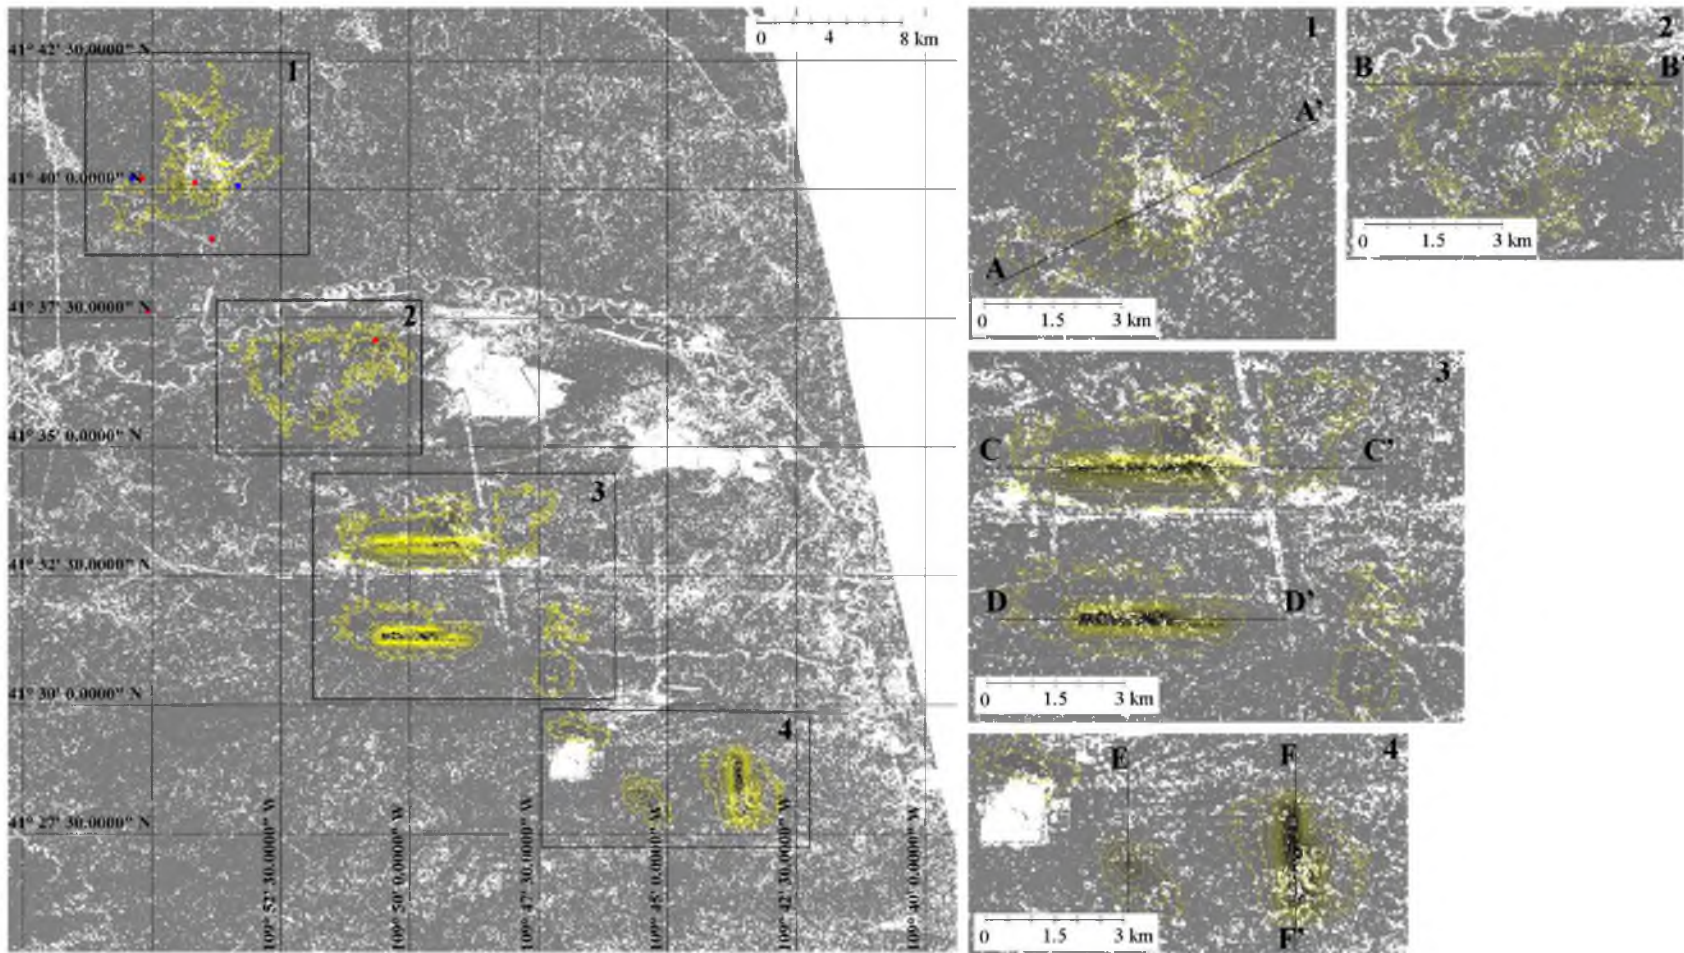 41° 42' 30.0000" N
0 4 8 km
1
41° 40' 0.0000" N
41° 37' 30.0000" N
2
41° 35' 0.0000" N
3
41° 32' 30.0000" N
41° 30' 0.0000" N
4
41° 27' 30.0000" N
109° 52' 30.0000" W
109° 50' 0.0000" W
109° 47' 30.0000" W
109° 45' 0.0000" W
109° 42' 30.0000" W
109° 40' 0.0000" W
1
A'
A
0 1.5 3 km
2
B B'
0 1.5 3 km
3
C C'
D D'
0 1.5 3 km
4
E F
0 1.5 3 km
F'